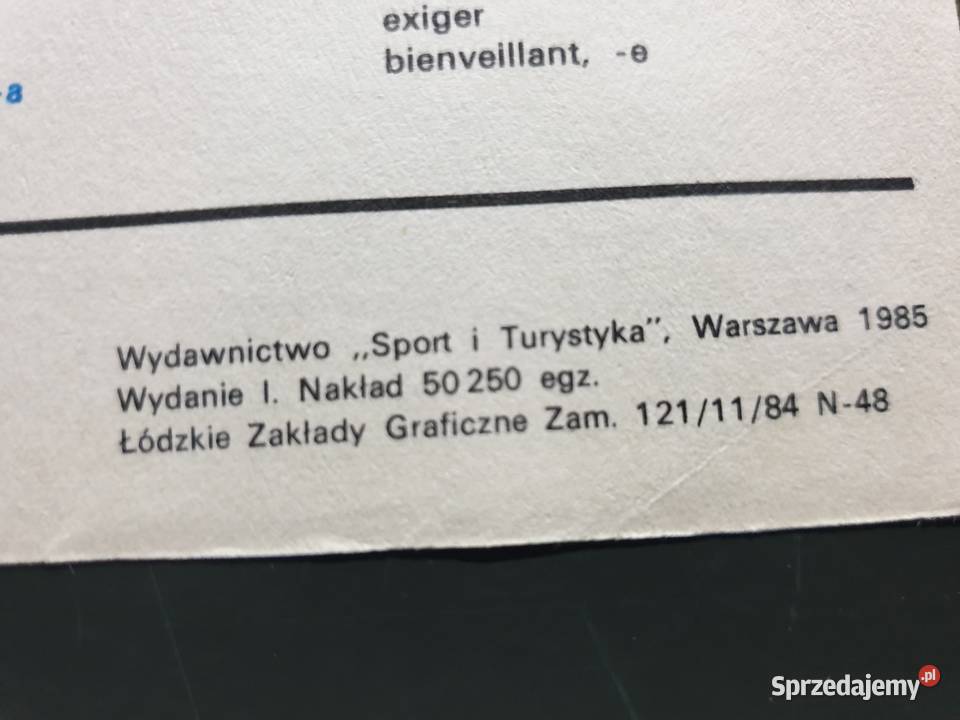 exiger
bienveillant, -e
-a
Wydawnictwo „Sport i Turystyka”, Warszawa 1985
Wydanie I. Nakład 50 250 egz.
Łódzkie Zakłady Graficzne Zam. 121/11/84 N-48
Sprzedajemy.pl